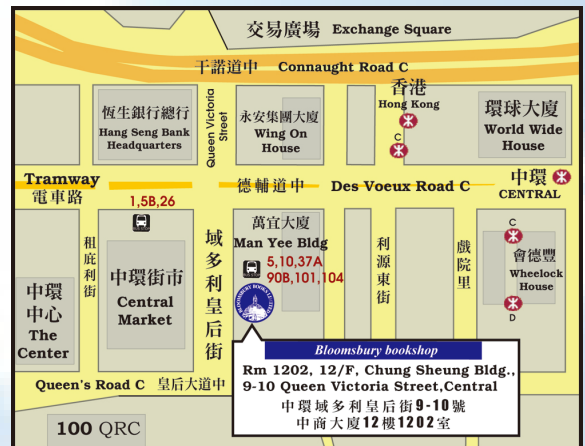 交易廣場 Exchange Square
干諾道中 Connaught Road C
香港
Hong Kong
C
恆生銀行總行
Hang Seng Bank
Headquarters
Queen Victoria
Street
永安集團大廈
Wing On
House
環球大廈
World Wide
House
Tramway
電車路
德輔道中 Des Voeux Road C
中環
CENTRAL
1,5B,26
租庇利街
中環街市
Central
Market
域多利皇后街
萬宜大廈
Man Yee Bldg
5,10,37A
90B,101,104
利源東街
戲院里
C
會德豐
Wheelock
House
D
中環
中心
The
Center
Bloomsbury bookshop
Rm 1202, 12/F, Chung Sheung Bldg.,
9-10 Queen Victoria Street,Central
中環域多利皇后街9-10號
中商大廈12樓1202室
Queen's Road C 皇后大道中
100 QRC